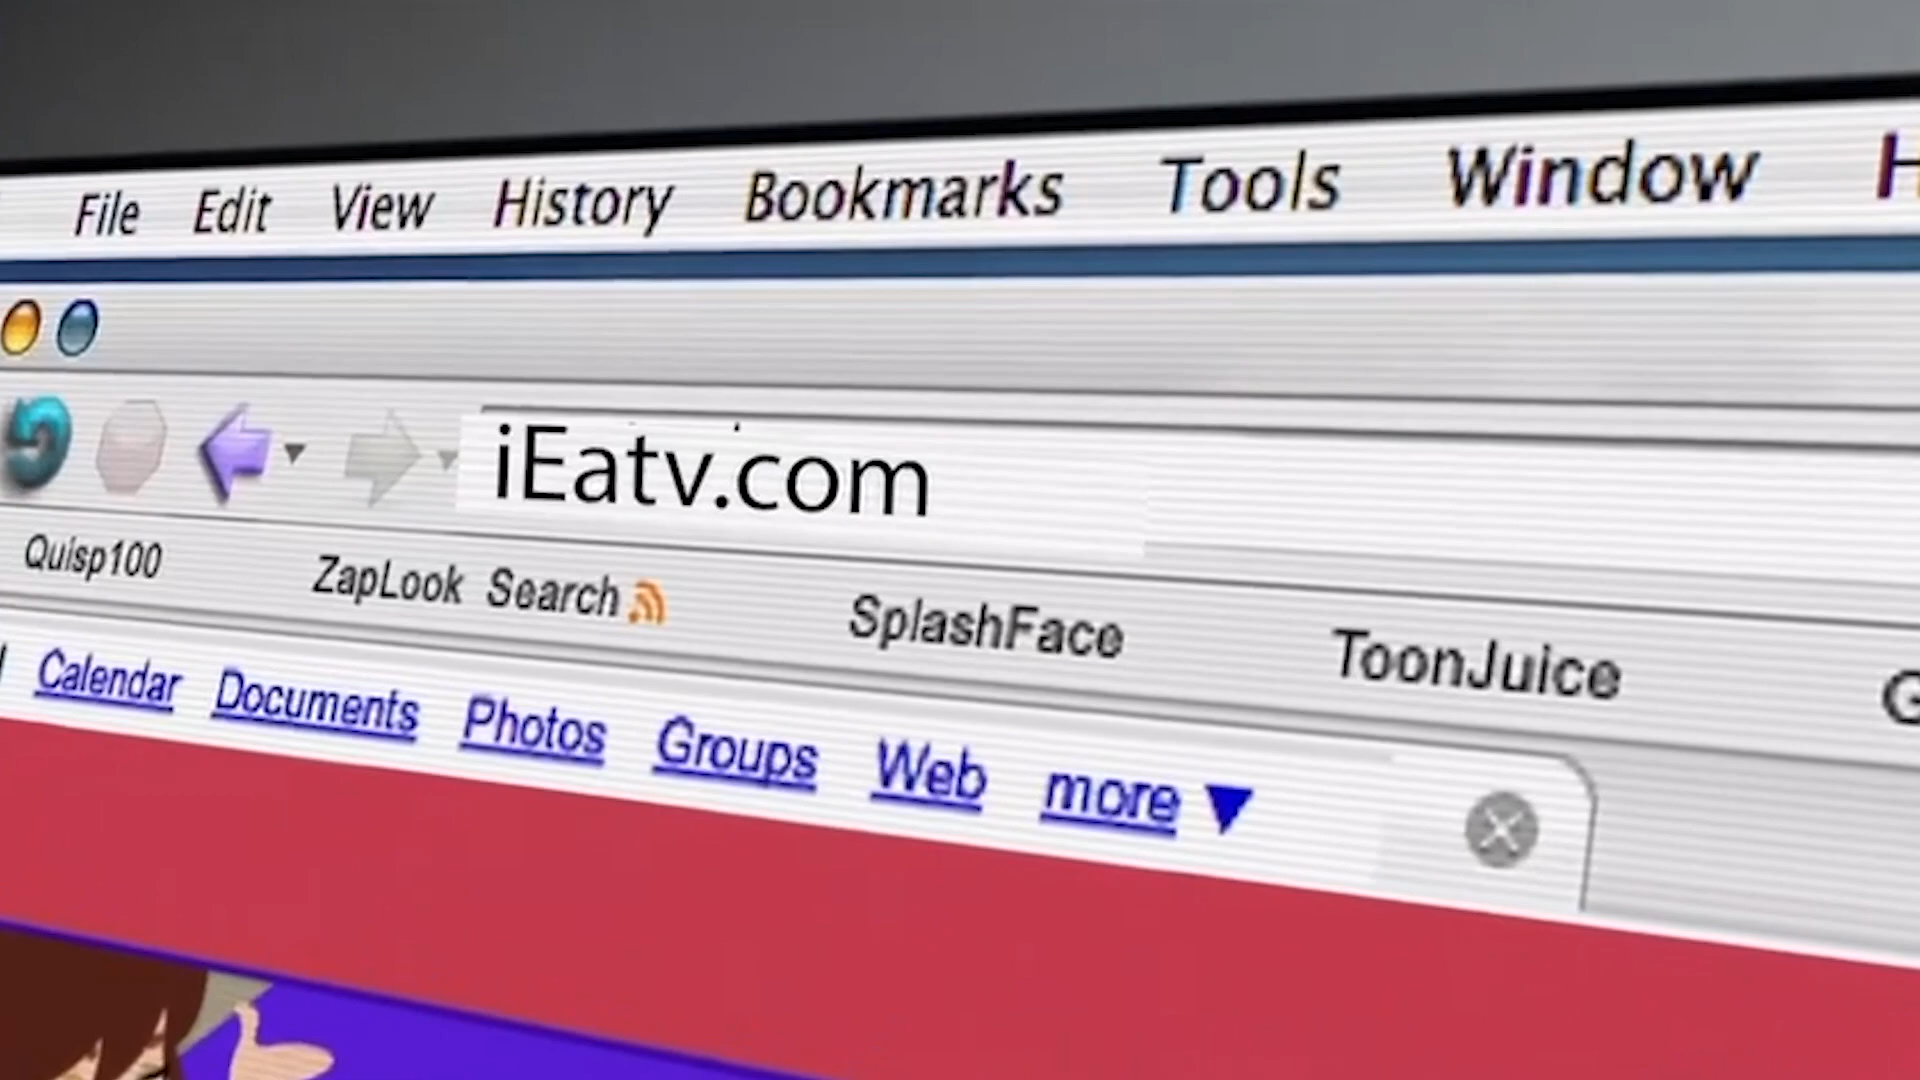 File Edit View History Bookmarks Tools Window H
iEatv.com
Quisp100 ZapLook Search SplashFace ToonJuice G
Calendar Documents Photos Groups Web more